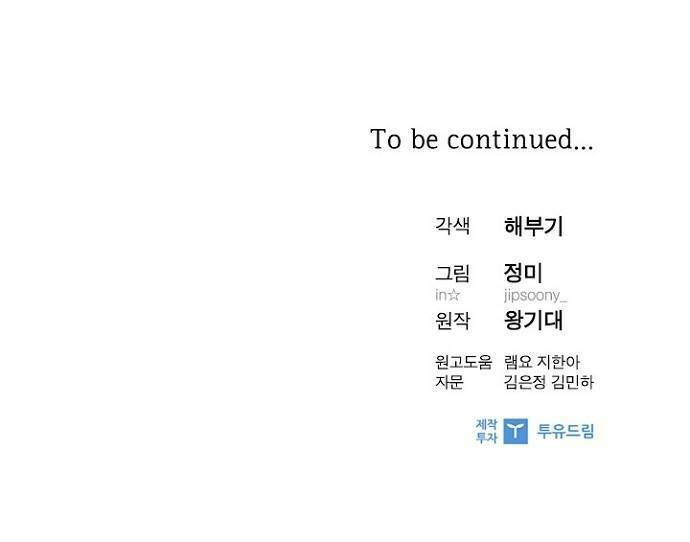 To be continued...
각색 해부기
그림 정미
in☆ jipsoony_
원작 왕기대
원고도움 램요 지한아
자문 김은정 김민하
제작
투자 투유드림